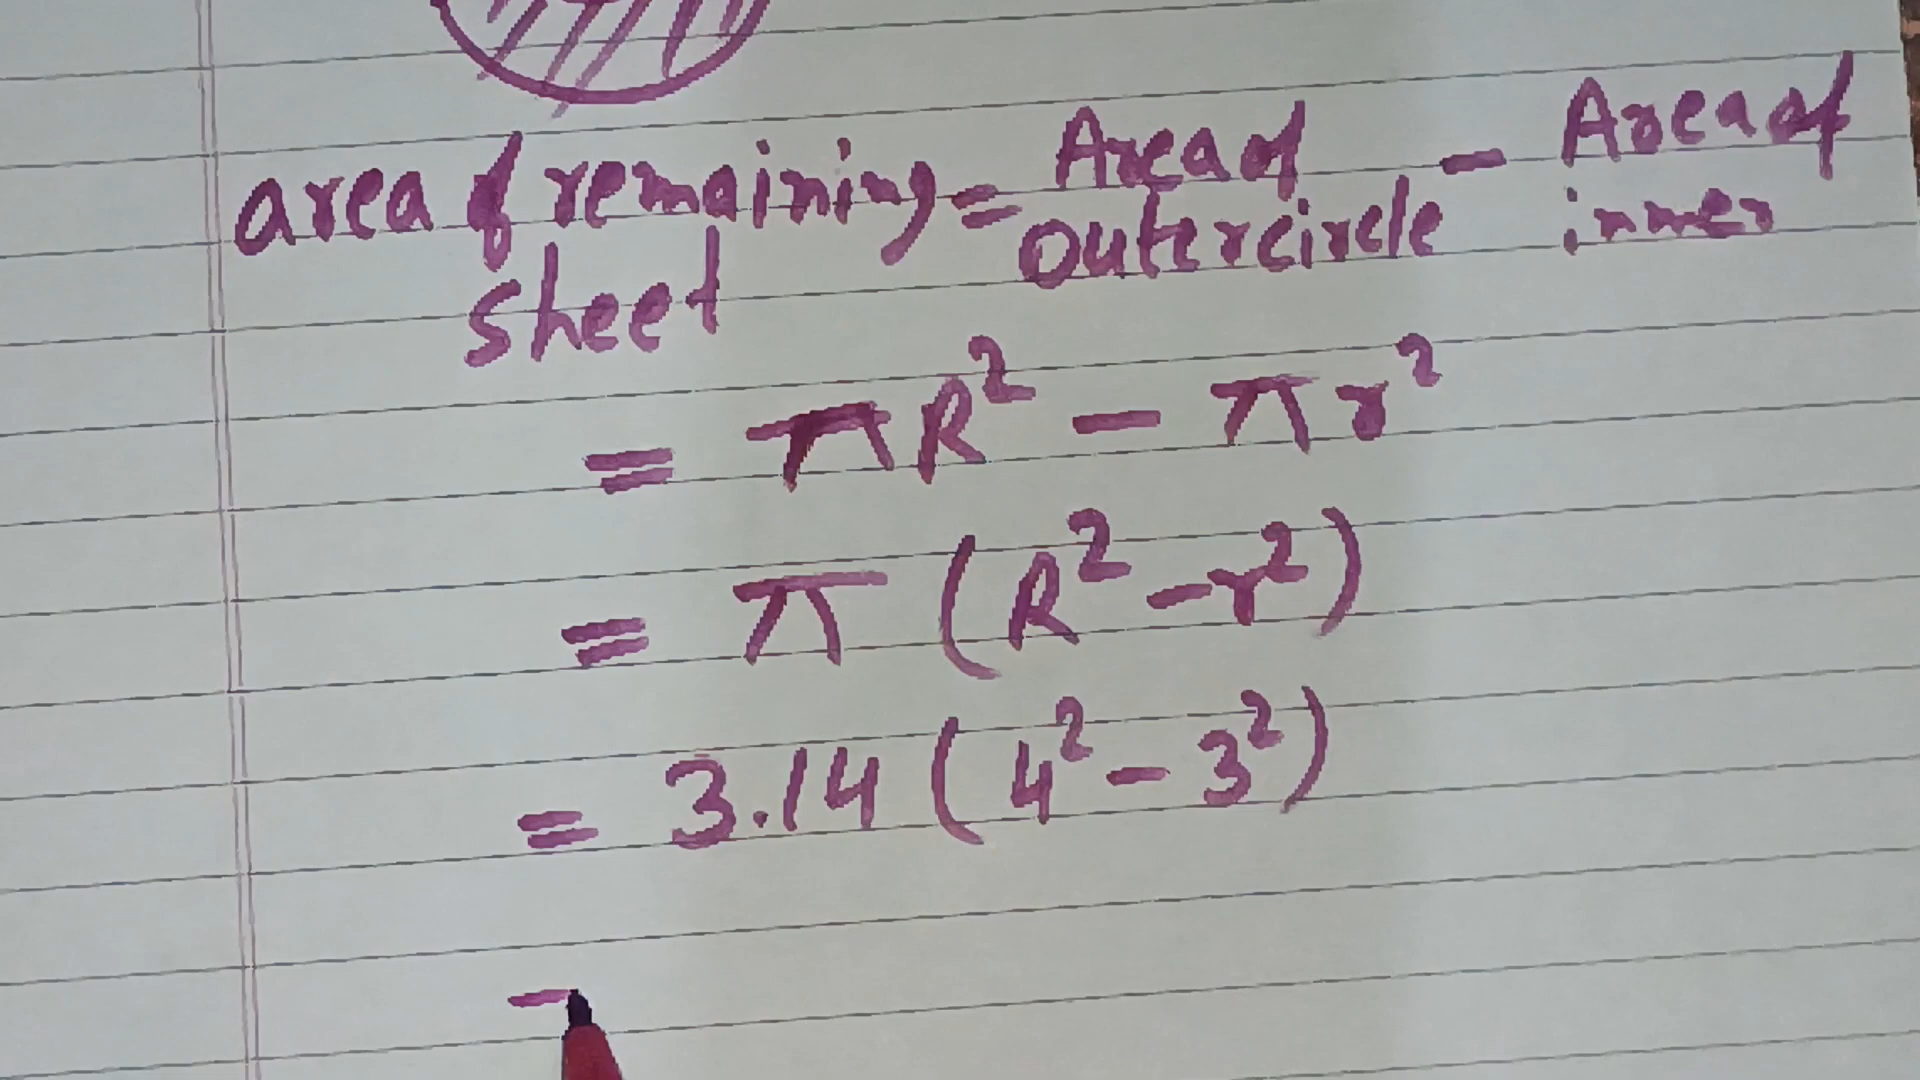 area of remaining = Area of - Area of
sheet outercircle inner
= πR² - πr²
= π (R² - r²)
= 3.14 (4² - 3²)